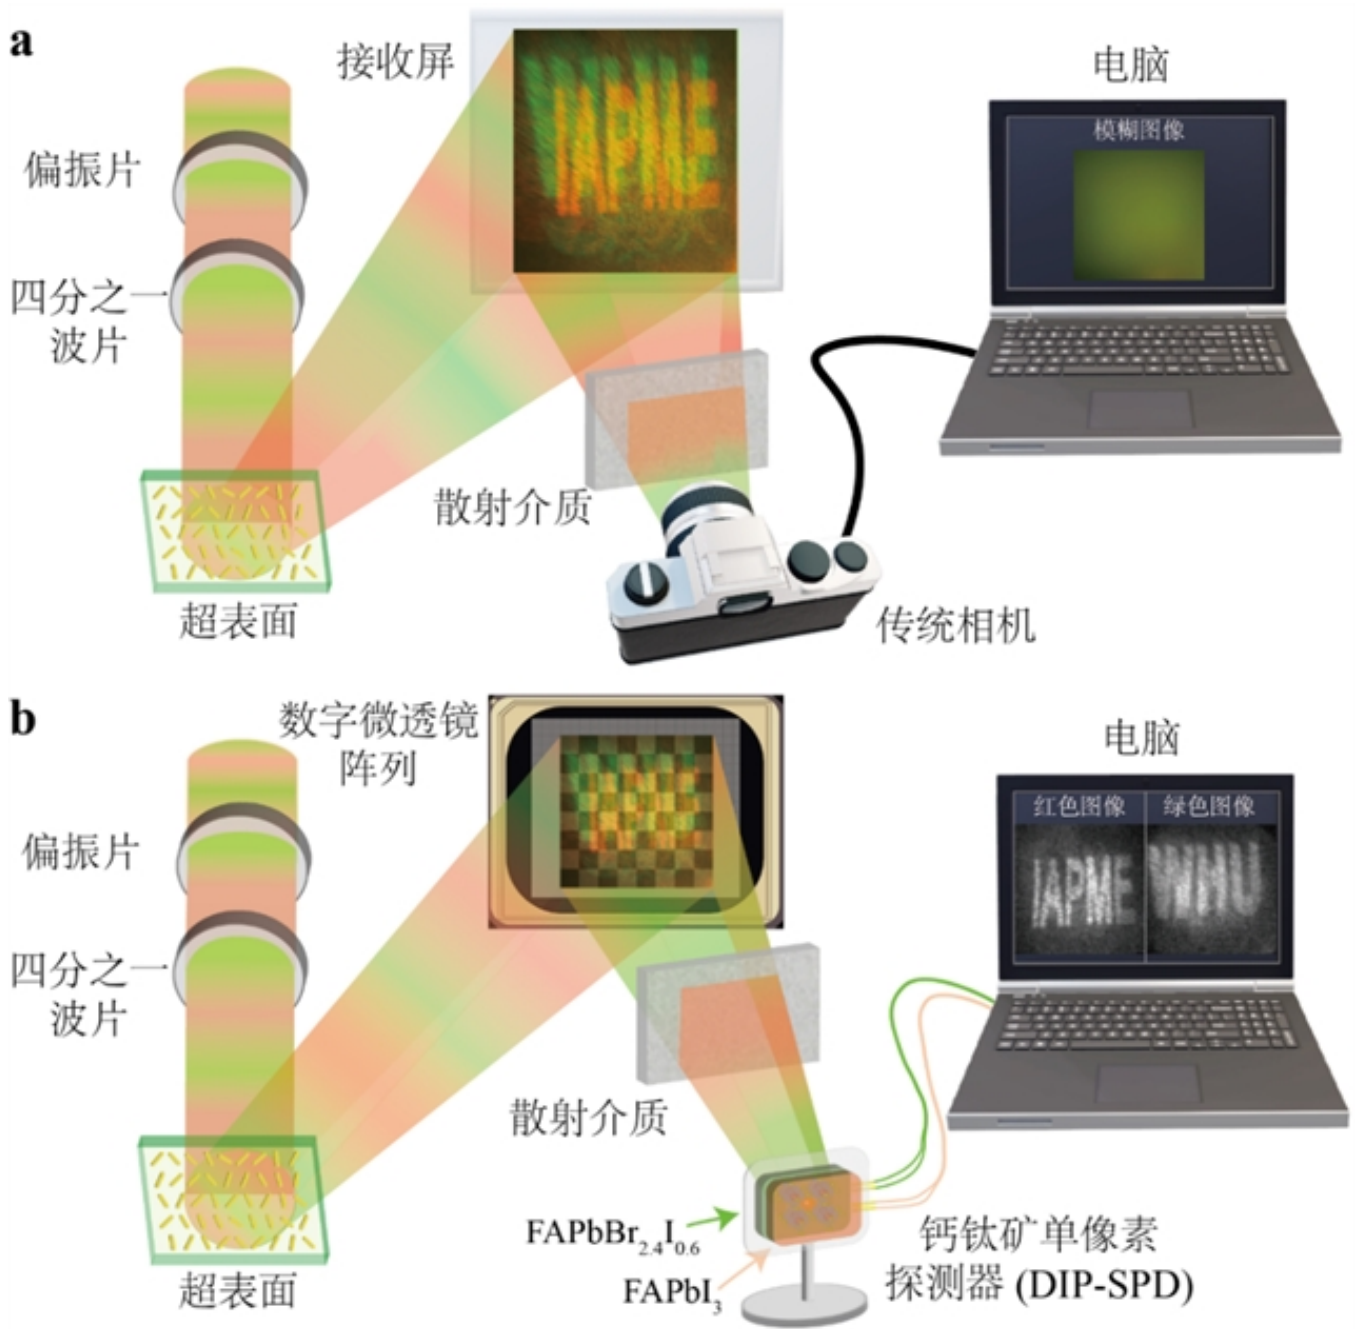 a
接收屏
IAPME
电脑
模糊图像
偏振片
四分之一
波片
散射介质
超表面
传统相机
b
数字微透镜
阵列
电脑
红色图像
绿色图像
IAPME
偏振片
四分之一
波片
散射介质
FAPbBr2.4I0.6
FAPbI3
钙钛矿单像素
探测器 (DIP-SPD)
超表面